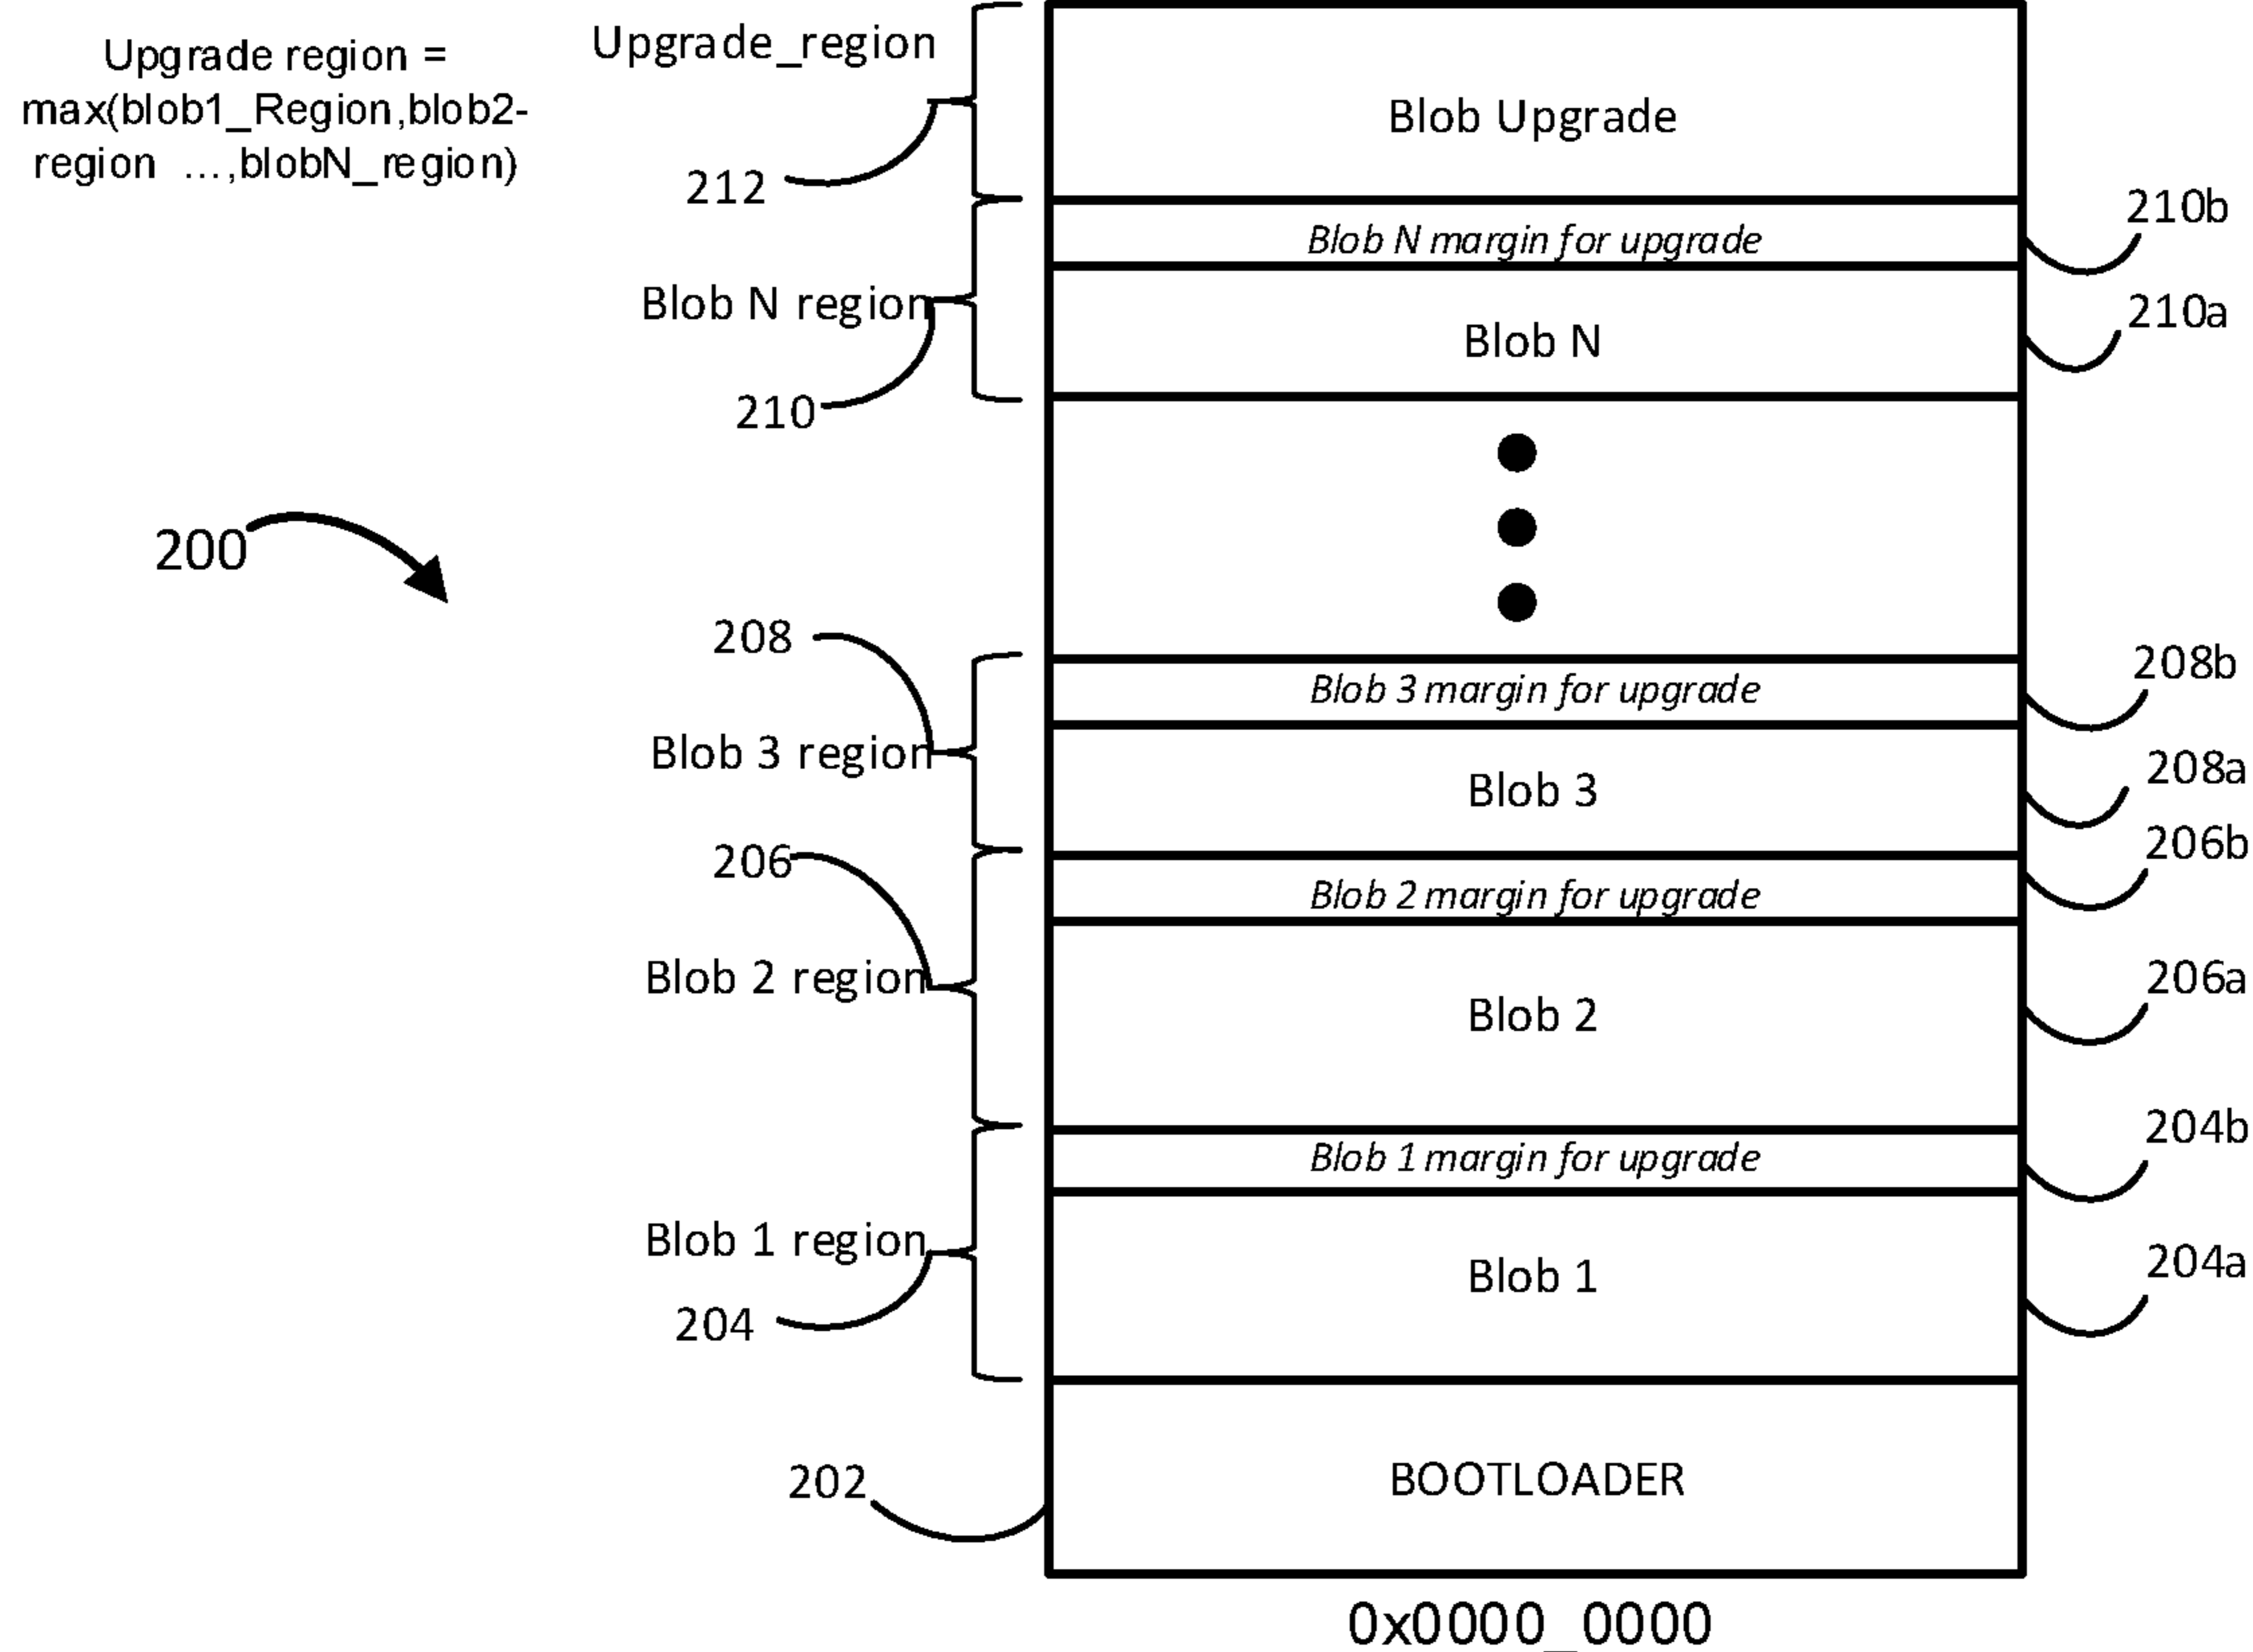 Upgrade region =
max(blob1_Region,blob2-
region ...,blobN_region)
Upgrade_region
212
Blob Upgrade
210b
Blob N margin for upgrade
Blob N region
210a
Blob N
210
200
208
208b
Blob 3 margin for upgrade
Blob 3 region
208a
Blob 3
206
206b
Blob 2 margin for upgrade
Blob 2 region
206a
Blob 2
204b
Blob 1 margin for upgrade
Blob 1 region
204a
Blob 1
204
202
BOOTLOADER
0x0000_0000